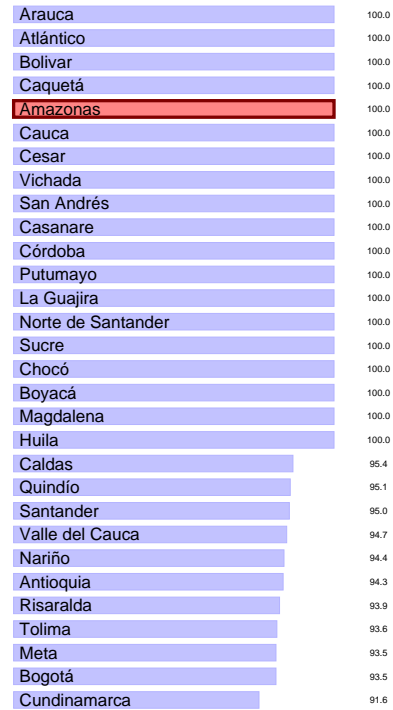 Arauca 100.0
Atlántico 100.0
Bolivar 100.0
Caquetá 100.0
Amazonas 100.0
Cauca 100.0
Cesar 100.0
Vichada 100.0
San Andrés 100.0
Casanare 100.0
Córdoba 100.0
Putumayo 100.0
La Guajira 100.0
Norte de Santander 100.0
Sucre 100.0
Chocó 100.0
Boyacá 100.0
Magdalena 100.0
Huila 100.0
Caldas 95.4
Quindío 95.1
Santander 95.0
Valle del Cauca 94.7
Nariño 94.4
Antioquia 94.3
Risaralda 93.9
Tolima 93.6
Meta 93.5
Bogotá 93.5
Cundinamarca 91.6